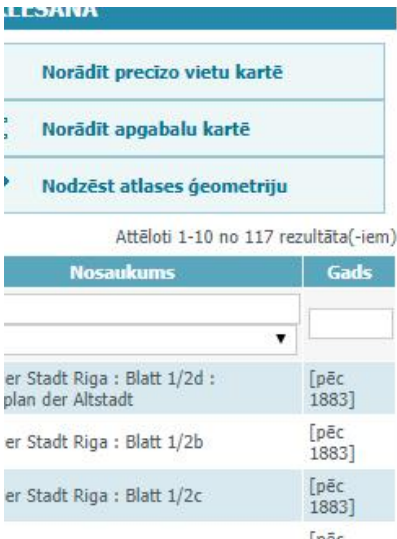 Norādīt precīzo vietu kartē
Norādīt apgabalu kartē
Nodzēst atlases ģeometriju
Attēloti 1-10 no 117 rezultāta(-iem)
Nosaukums Gads
er Stadt Riga : Blatt 1/2d : [pēc
plan der Altstadt 1883]
er Stadt Riga : Blatt 1/2b [pēc
1883]
er Stadt Riga : Blatt 1/2c [pēc
1883]
[pēc